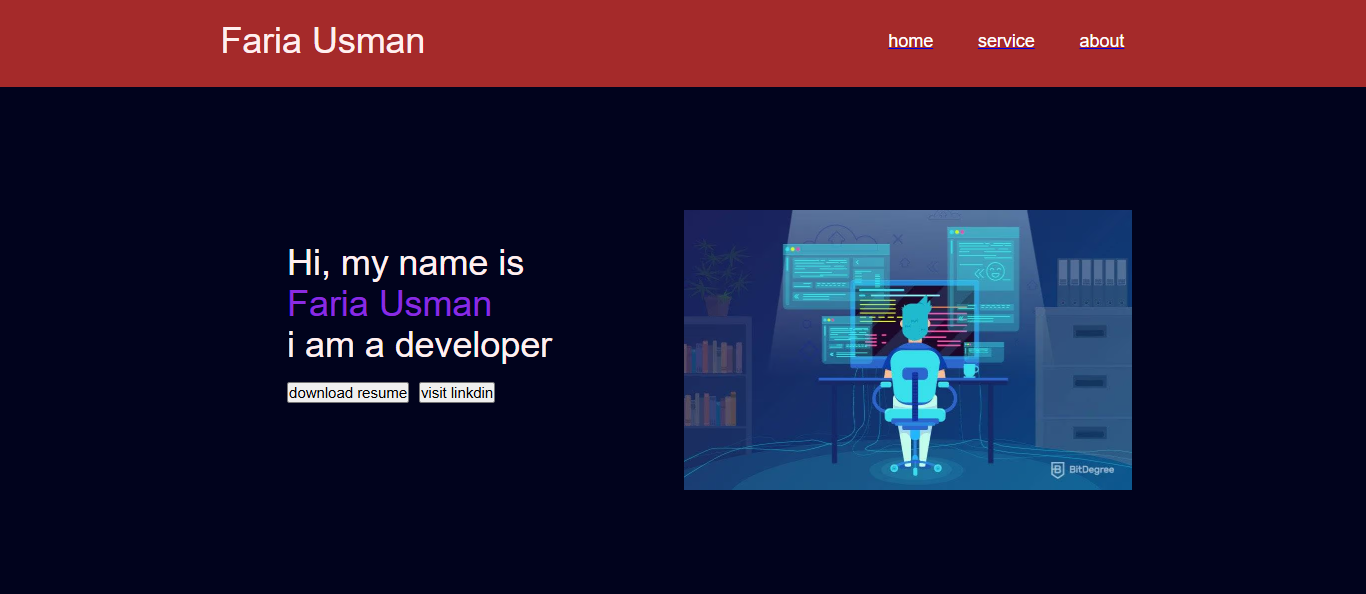 Faria Usman
home service about
Hi, my name is
Faria Usman
i am a developer
download resume visit linkdin
BitDegree